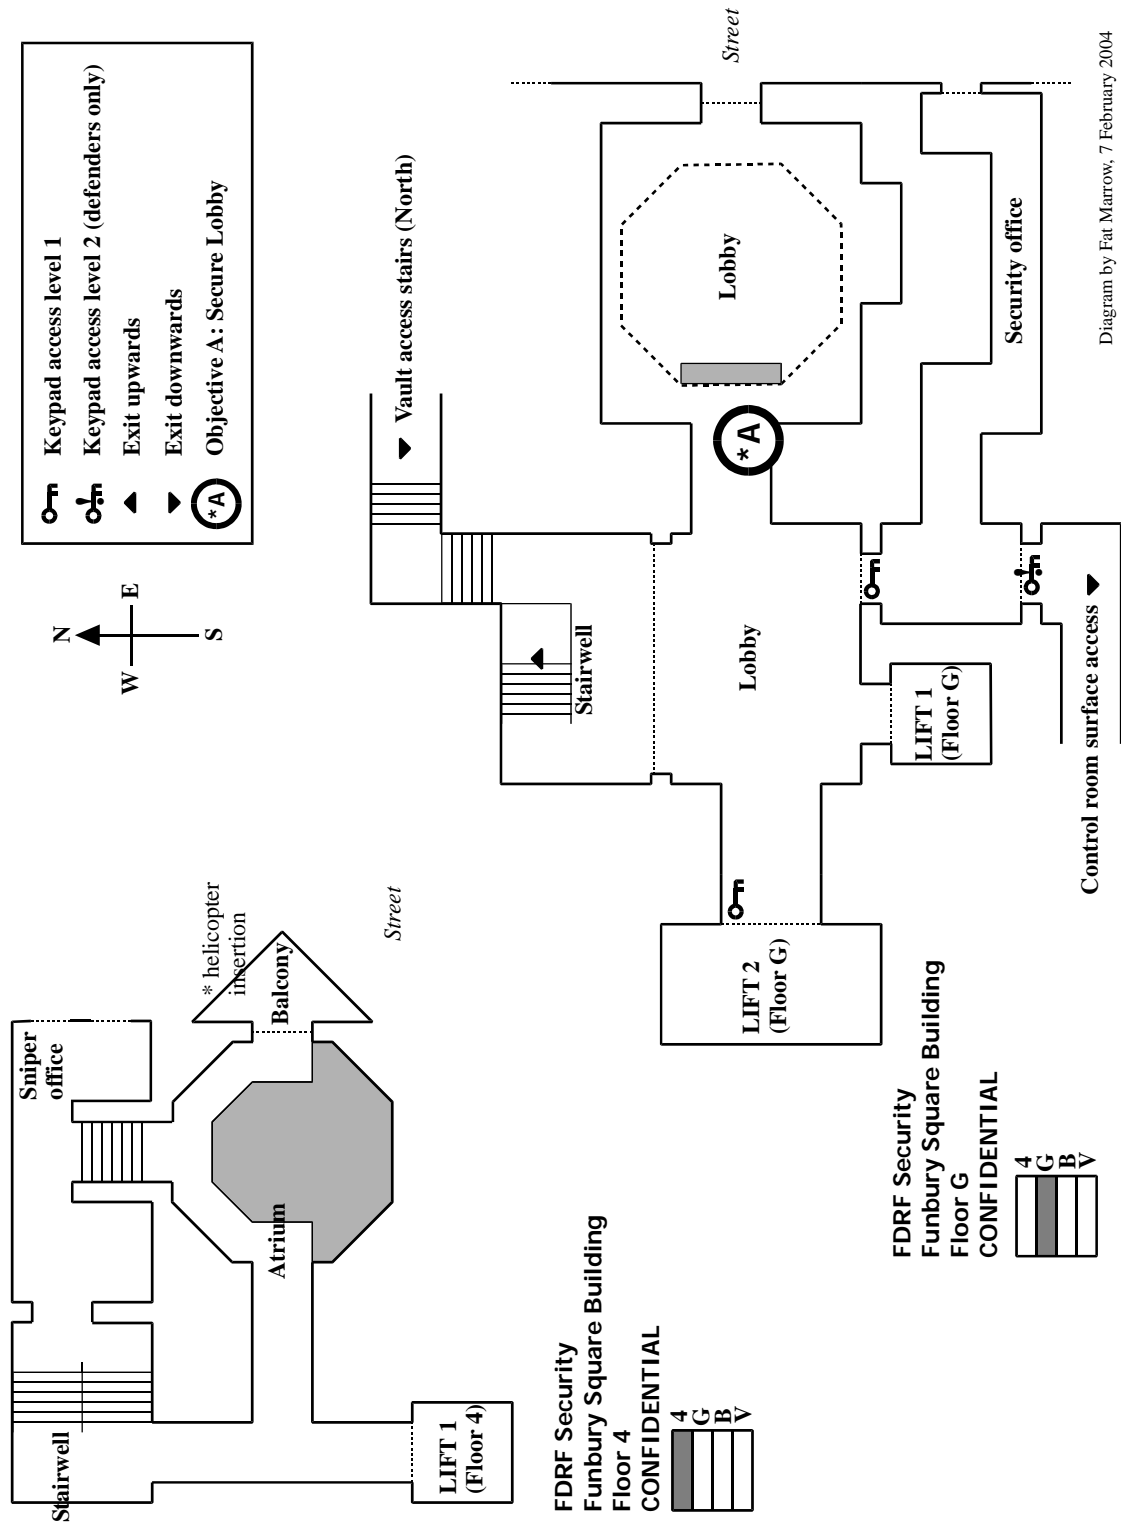 Sniper
office
* helicopter
insertion
Balcony
Street
Atrium
Stairwell
LIFT 1
(Floor 4)
FDRF Security
Funbury Square Building
Floor 4
CONFIDENTIAL
4
G
B
V
N
W
E
S
Keypad access level 1
Keypad access level 2 (defenders only)
Exit upwards
Exit downwards
*A
Objective A: Secure Lobby
Vault access stairs (North)
Stairwell
Street
Lobby
*A
Lobby
LIFT 2
(Floor G)
LIFT 1
(Floor G)
Security office
Control room surface access
FDRF Security
Funbury Square Building
Floor G
CONFIDENTIAL
4
G
B
V
Diagram by Fat Marrow, 7 February 2004